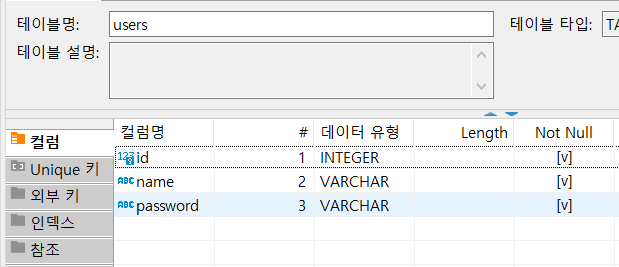 테이블명: users 테이블 타입: TA
테이블 설명:
컬럼 컬럼명 # 데이터 유형 Length Not Null
123 id 1 INTEGER [v]
Unique 키 ABC name 2 VARCHAR [v]
외부 키 ABC password 3 VARCHAR [v]
인덱스
참조